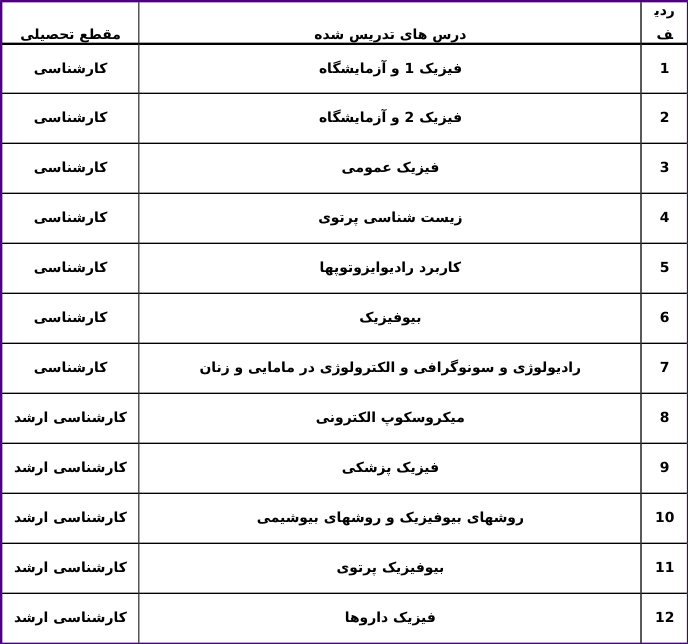 ردیف درس های تدریس شده مقطع تحصیلی
1 فیزیک 1 و آزمایشگاه کارشناسی
2 فیزیک 2 و آزمایشگاه کارشناسی
3 فیزیک عمومی کارشناسی
4 زیست شناسی پرتوی کارشناسی
5 کاربرد رادیوایزوتوپها کارشناسی
6 بیوفیزیک کارشناسی
7 رادیولوژی و سونوگرافی و الکترولوژی در مامایی و زنان کارشناسی
8 میکروسکوپ الکترونی کارشناسی ارشد
9 فیزیک پزشکی کارشناسی ارشد
10 روشهای بیوفیزیک و روشهای بیوشیمی کارشناسی ارشد
11 بیوفیزیک پرتوی کارشناسی ارشد
12 فیزیک داروها کارشناسی ارشد